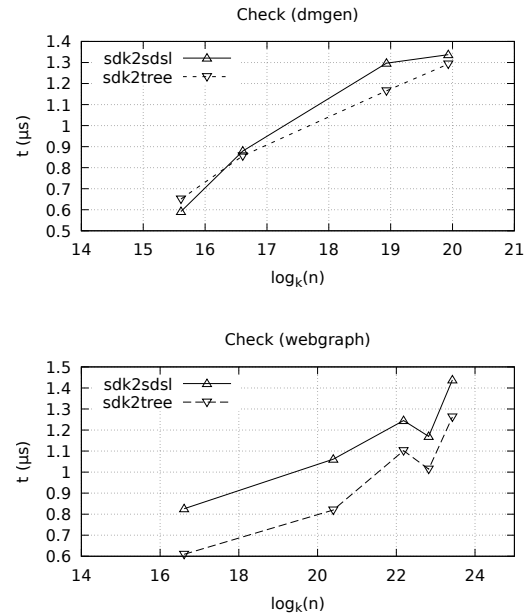 Check (dmgen)
1.4
1.3
1.2
1.1
1
0.9
0.8
0.7
0.6
0.5
t (µs)
sdk2sdsl
sdk2tree
14 15 16 17 18 19 20 21
logk(n)
Check (webgraph)
1.5
1.4
1.3
1.2
1.1
1
0.9
0.8
0.7
0.6
t (µs)
sdk2sdsl
sdk2tree
14 16 18 20 22 24
logk(n)